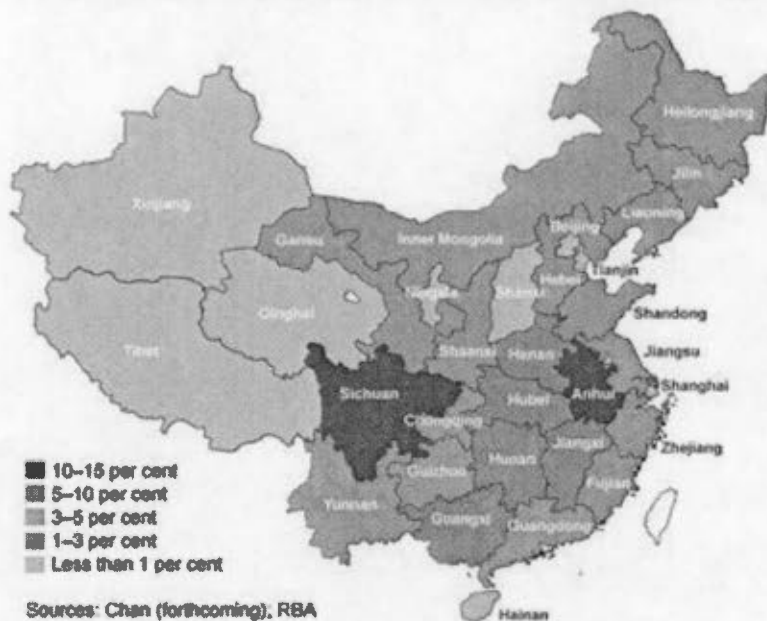 Heilongjiang
Jilin
Xinjiang
Liaoning
Beijing
Gansu
Inner Mongolia
Tianjin
Hebei
Ningxia
Shanxi
Qinghai
Shandong
Tibet
Shaanxi
Henan
Jiangsu
Sichuan
Anhui
Shanghai
Hubei
Chongqing
Zhejiang
Jiangxi
Hunan
Guizhou
Fujian
Yunnan
Guangxi
Guangdong
Hainan
10–15 per cent
5–10 per cent
3–5 per cent
1–3 per cent
Less than 1 per cent
Sources: Chan (forthcoming), RBA